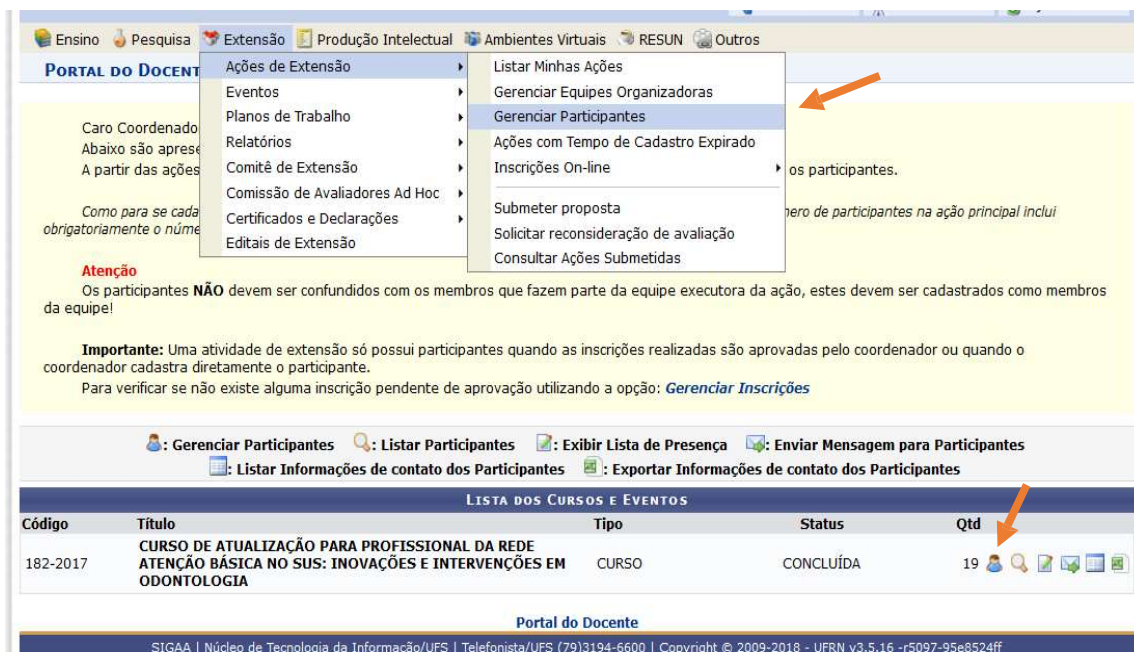 Ensino Pesquisa Extensão Produção Intelectual Ambientes Virtuais RESUN Outros
PORTAL DO DOCENT
Ações de Extensão
Eventos
Planos de Trabalho
Relatórios
Comitê de Extensão
Comissão de Avaliadores Ad Hoc
Certificados e Declarações
Editais de Extensão
Listar Minhas Ações
Gerenciar Equipes Organizadoras
Gerenciar Participantes
Ações com Tempo de Cadastro Expirado
Inscrições On-line
Submeter proposta
Solicitar reconsideração de avaliação
Consultar Ações Submetidas
Caro Coordenado
Abaixo são aprese
A partir das ações os participantes.
Como para se cada ero de participantes na ação principal inclui
obrigatoriamente o núme
Atenção
Os participantes NÃO devem ser confundidos com os membros que fazem parte da equipe executora da ação, estes devem ser cadastrados como membros
da equipe!
Importante: Uma atividade de extensão só possui participantes quando as inscrições realizadas são aprovadas pelo coordenador ou quando o
coordenador cadastra diretamente o participante.
Para verificar se não existe alguma inscrição pendente de aprovação utilizando a opção: Gerenciar Inscrições
: Gerenciar Participantes : Listar Participantes : Exibir Lista de Presença : Enviar Mensagem para Participantes
: Listar Informações de contato dos Participantes : Exportar Informações de contato dos Participantes
LISTA DOS CURSOS E EVENTOS
Código Título Tipo Status Qtd
CURSO DE ATUALIZAÇÃO PARA PROFISSIONAL DA REDE
182-2017 ATENÇÃO BÁSICA NO SUS: INOVAÇÕES E INTERVENÇÕES EM CURSO CONCLUÍDA 19
ODONTOLOGIA
Portal do Docente
SIGAA | Núcleo de Tecnologia da Informação/UFS | Telefonista/UFS (79)3194-6600 | Copyright © 2009-2018 - UFRN v3.5.16 -r5097-95e8524ff